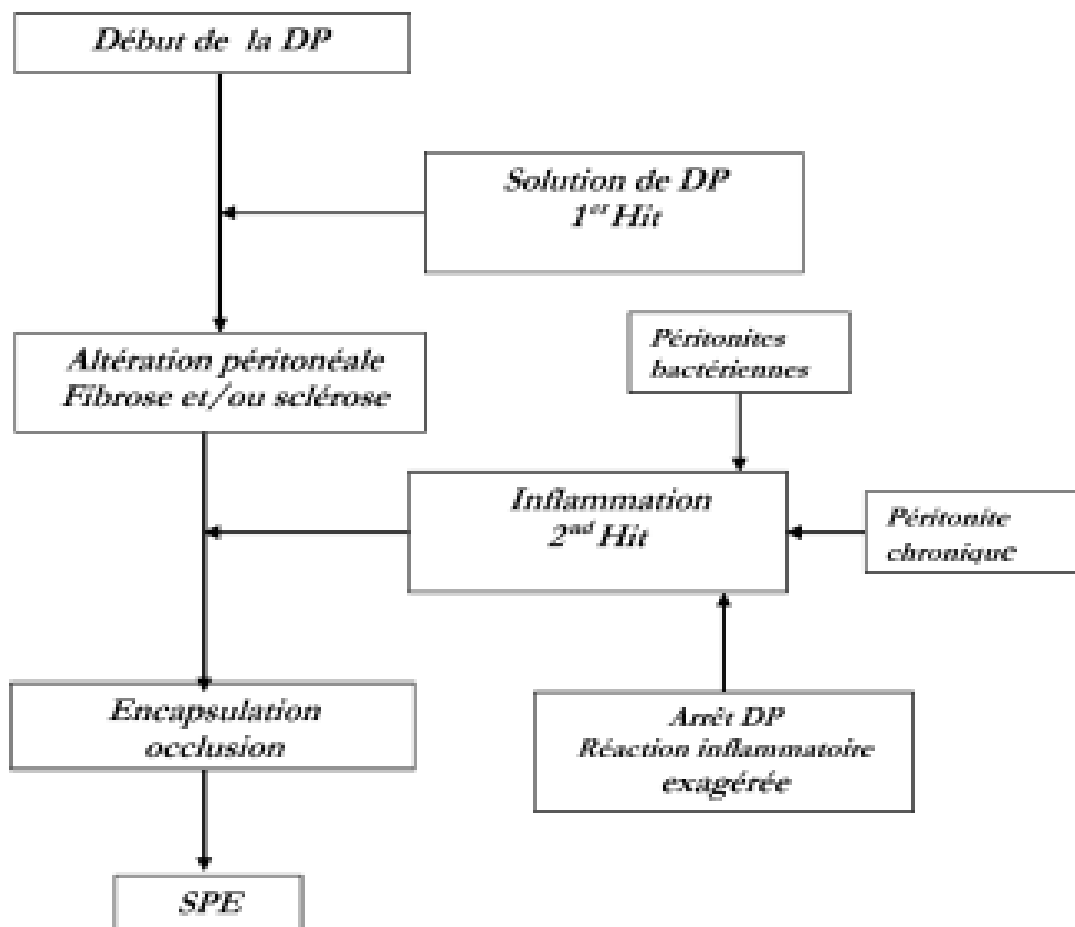 Début de la DP
Solution de DP
1er Hit
Altération péritonéale
Fibrose et/ou sclérose
Péritonites
bactériennes
Inflammation
2nd Hit
Péritonite
chronique
Encapsulation
occlusion
Arrêt DP
Réaction inflammatoire
exagérée
SPE